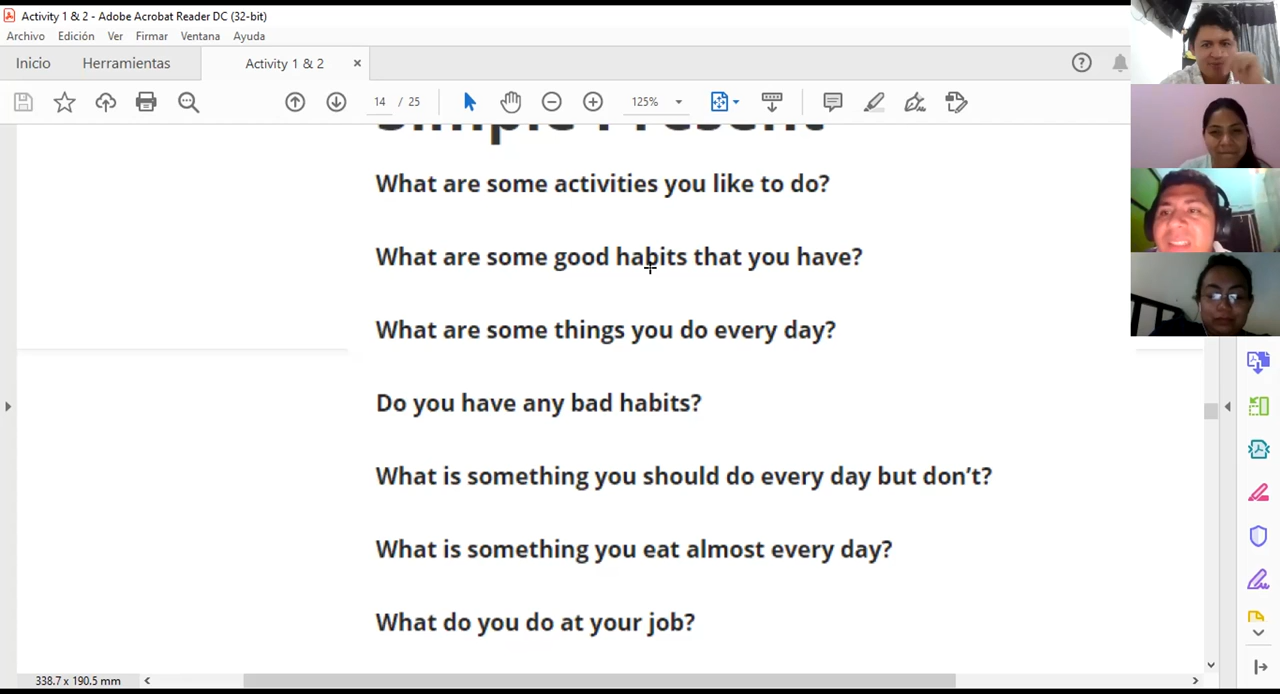 Activity 1 & 2 - Adobe Acrobat Reader DC (32-bit)
Archivo Edición Ver Firmar Ventana Ayuda
Inicio Herramientas Activity 1 & 2 ×
14 / 25 125%
Simple Present
What are some activities you like to do?
What are some good habits that you have?
What are some things you do every day?
Do you have any bad habits?
What is something you should do every day but don’t?
What is something you eat almost every day?
What do you do at your job?
338.7 x 190.5 mm